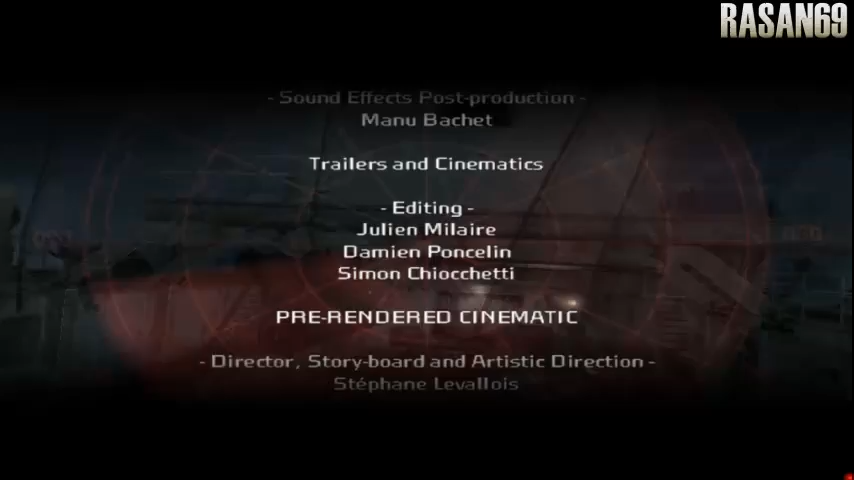 RASAN69
- Sound Effects Post-production -
Manu Bachet
Trailers and Cinematics
- Editing -
Julien Milaire
Damien Poncelin
Simon Chiocchetti
PRE-RENDERED CINEMATIC
- Director, Story-board and Artistic Direction -
Stéphane Levallois